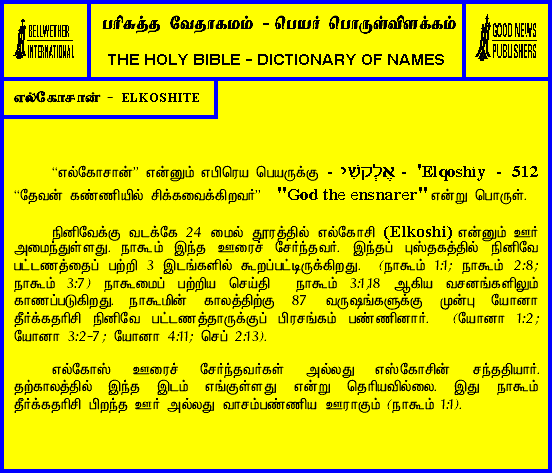 BELLWETHER
INTERNATIONAL
பரிசுத்த வேதாகமம் - பெயர் பொருள்விளக்கம்
THE HOLY BIBLE - DICTIONARY OF NAMES
GOOD NEWS
PUBLISHERS
எல்கோசான் - ELKOSHITE
“எல்கோசான்” என்னும் எபிரெய பெயருக்கு - אֶלְקשִׁי - 'Elqoshiy - 512
“தேவன் கண்ணியில் சிக்கவைக்கிறவர்” "God the ensnarer" என்று பொருள்.
நினிவேக்கு வடக்கே 24 மைல் தூரத்தில் எல்கோசி (Elkoshi) என்னும் ஊர்
அமைந்துள்ளது. நாகூம் இந்த ஊரைச் சேர்ந்தவர். இந்தப் புஸ்தகத்தில் நினிவே
பட்டணத்தைப் பற்றி 3 இடங்களில் கூறப்பட்டிருக்கிறது. (நாகூம் 1:1; நாகூம் 2:8;
நாகூம் 3:7) நாகூமைப் பற்றிய செய்தி நாகூம் 3:1,18 ஆகிய வசனங்களிலும்
காணப்படுகிறது. நாகூமின் காலத்திற்கு 87 வருஷங்களுக்கு முன்பு யோனா
தீர்க்கதரிசி நினிவே பட்டணத்தாருக்குப் பிரசங்கம் பண்ணினார். (யோனா 1:2;
யோனா 3:2-7; யோனா 4:11; செப் 2:13).
எல்கோஸ் ஊரைச் சேர்ந்தவர்கள் அல்லது எஸ்கோசின் சந்ததியார்.
தற்காலத்தில் இந்த இடம் எங்குள்ளது என்று தெரியவில்லை. இது நாகூம்
தீர்க்கதரிசி பிறந்த ஊர் அல்லது வாசம்பண்ணிய ஊராகும் (நாகூம் 1:1).